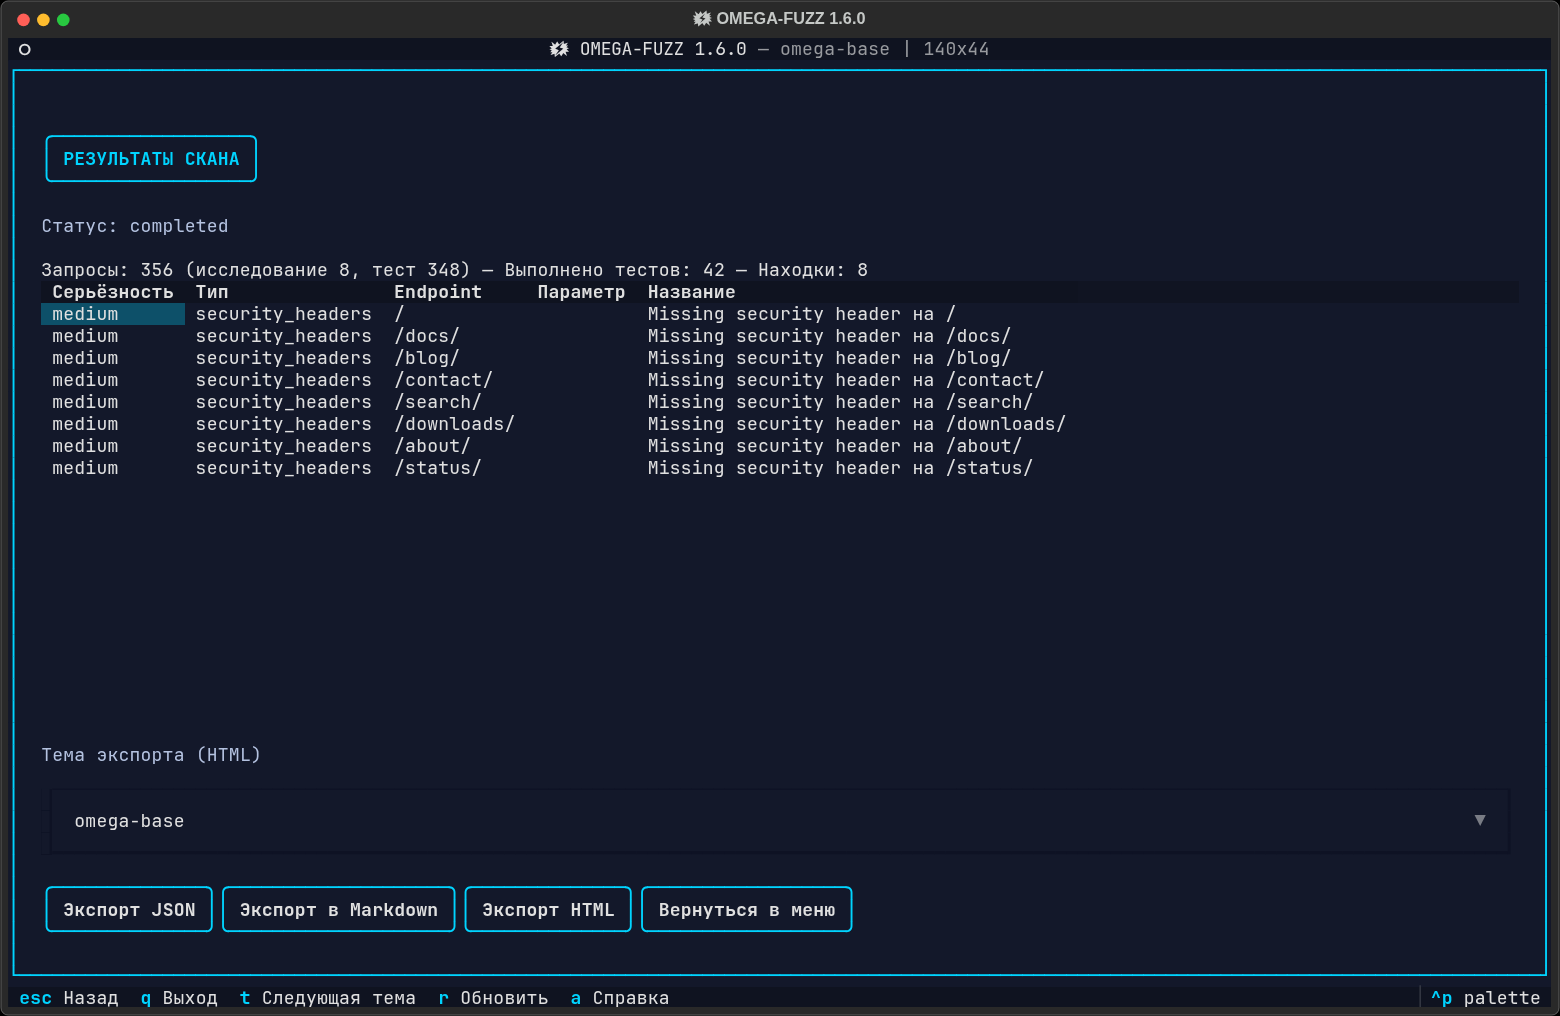 OMEGA-FUZZ 1.6.0
OMEGA-FUZZ 1.6.0 — omega-base | 140x44
РЕЗУЛЬТАТЫ СКАНА
Статус: completed
Запросы: 356 (исследование 8, тест 348) — Выполнено тестов: 42 — Находки: 8
Серьёзность Тип Endpoint Параметр Название
medium security_headers / Missing security header на /
medium security_headers /docs/ Missing security header на /docs/
medium security_headers /blog/ Missing security header на /blog/
medium security_headers /contact/ Missing security header на /contact/
medium security_headers /search/ Missing security header на /search/
medium security_headers /downloads/ Missing security header на /downloads/
medium security_headers /about/ Missing security header на /about/
medium security_headers /status/ Missing security header на /status/
Тема экспорта (HTML)
omega-base ▼
Экспорт JSON Экспорт в Markdown Экспорт HTML Вернуться в меню
esc Назад q Выход t Следующая тема r Обновить a Справка ^p palette